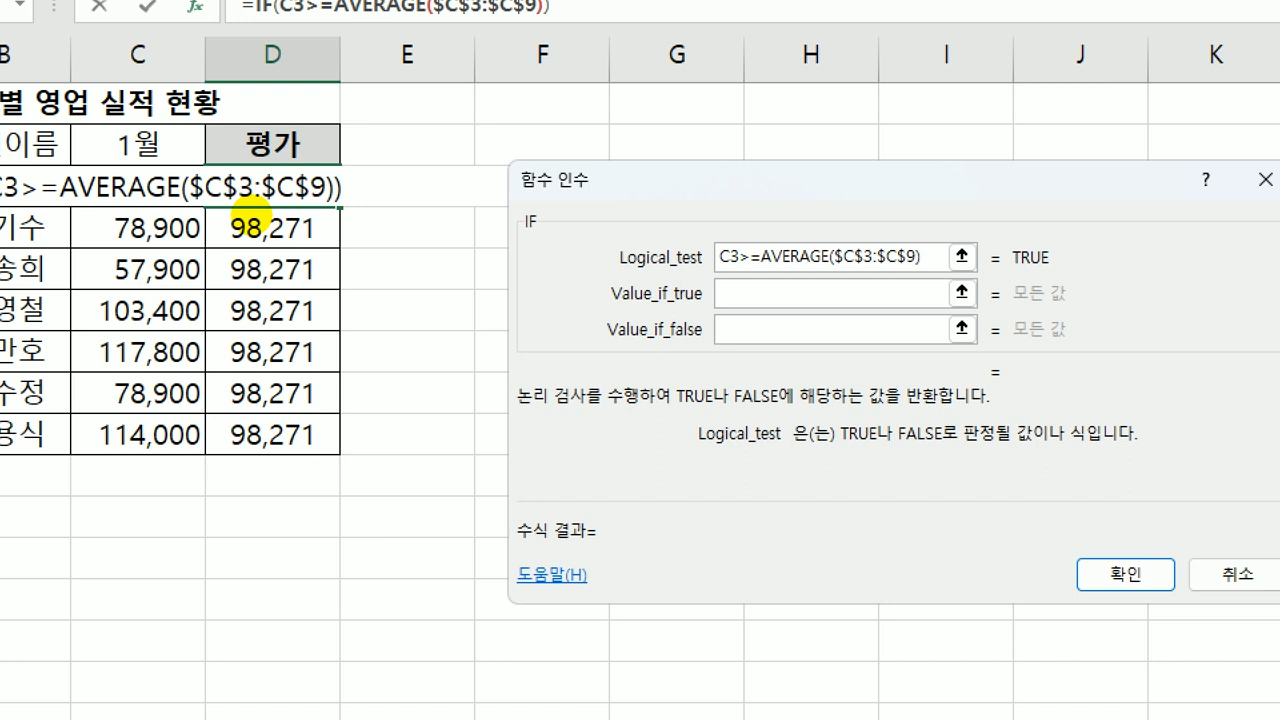 =IF(C3>=AVERAGE($C$3:$C$9))
B C D E F G H I J K
별 영업 실적 현황
이름 1월 평가
C3>=AVERAGE($C$3:$C$9))
기수 78,900 98,271
송희 57,900 98,271
영철 103,400 98,271
만호 117,800 98,271
수정 78,900 98,271
용식 114,000 98,271
함수 인수 ? ×
IF
Logical_test C3>=AVERAGE($C$3:$C$9) = TRUE
Value_if_true = 모든 값
Value_if_false = 모든 값
=
논리 검사를 수행하여 TRUE나 FALSE에 해당하는 값을 반환합니다.
Logical_test 은(는) TRUE나 FALSE로 판정될 값이나 식입니다.
수식 결과=
도움말(H) 확인 취소